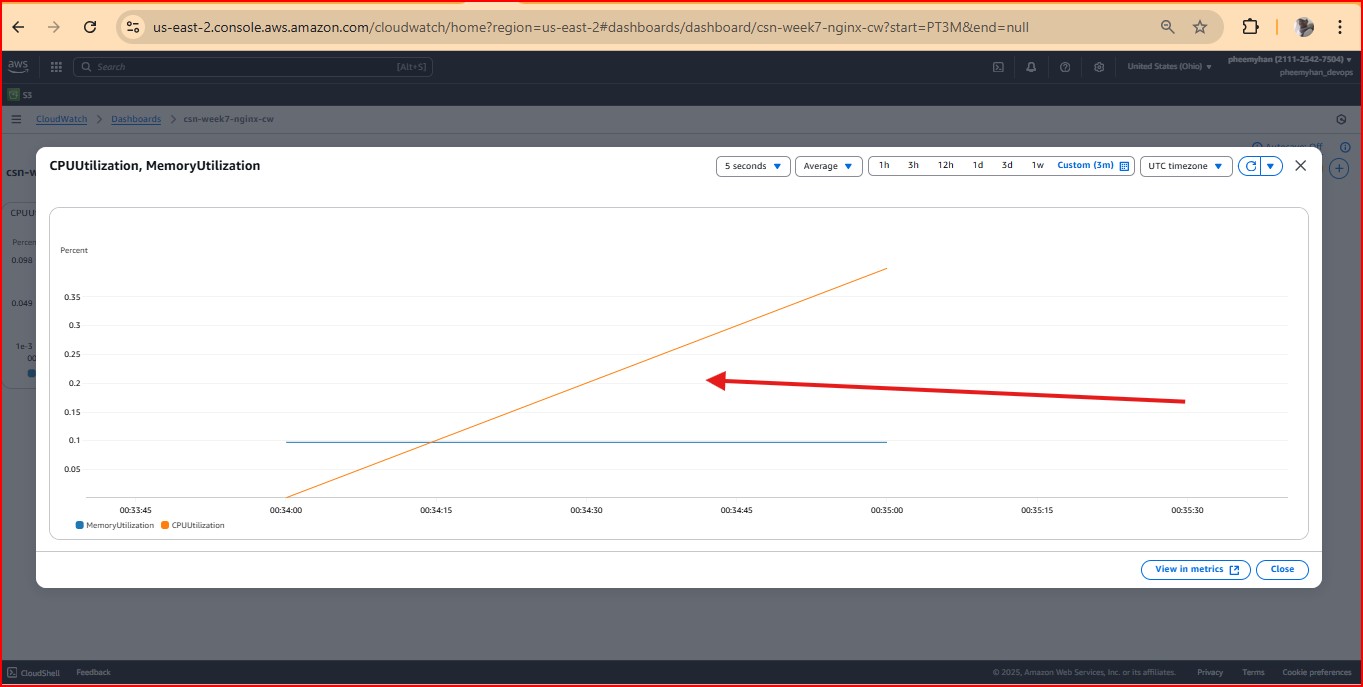 us-east-2.console.aws.amazon.com/cloudwatch/home?region=us-east-2#dashboards/dashboard/csn-week7-nginx-cw?start=PT3M&end=null
aws
Search
[Alt+S]
United States (Ohio)
pheemyhan (2111-2542-7504)
pheemyhan_devops
S3
CloudWatch
Dashboards
csn-week7-nginx-cw
Autosave: Off
csn-w
CPUU
Percen
0.098
0.049
1e-3
00
CPUUtilization, MemoryUtilization
5 seconds
Average
1h 3h 12h 1d 3d 1w Custom (3m)
UTC timezone
Percent
0.35
0.3
0.25
0.2
0.15
0.1
0.05
00:33:45 00:34:00 00:34:15 00:34:30 00:34:45 00:35:00 00:35:15 00:35:30
MemoryUtilization CPUUtilization
View in metrics
Close
CloudShell Feedback
© 2025, Amazon Web Services, Inc. or its affiliates. Privacy Terms Cookie preferences